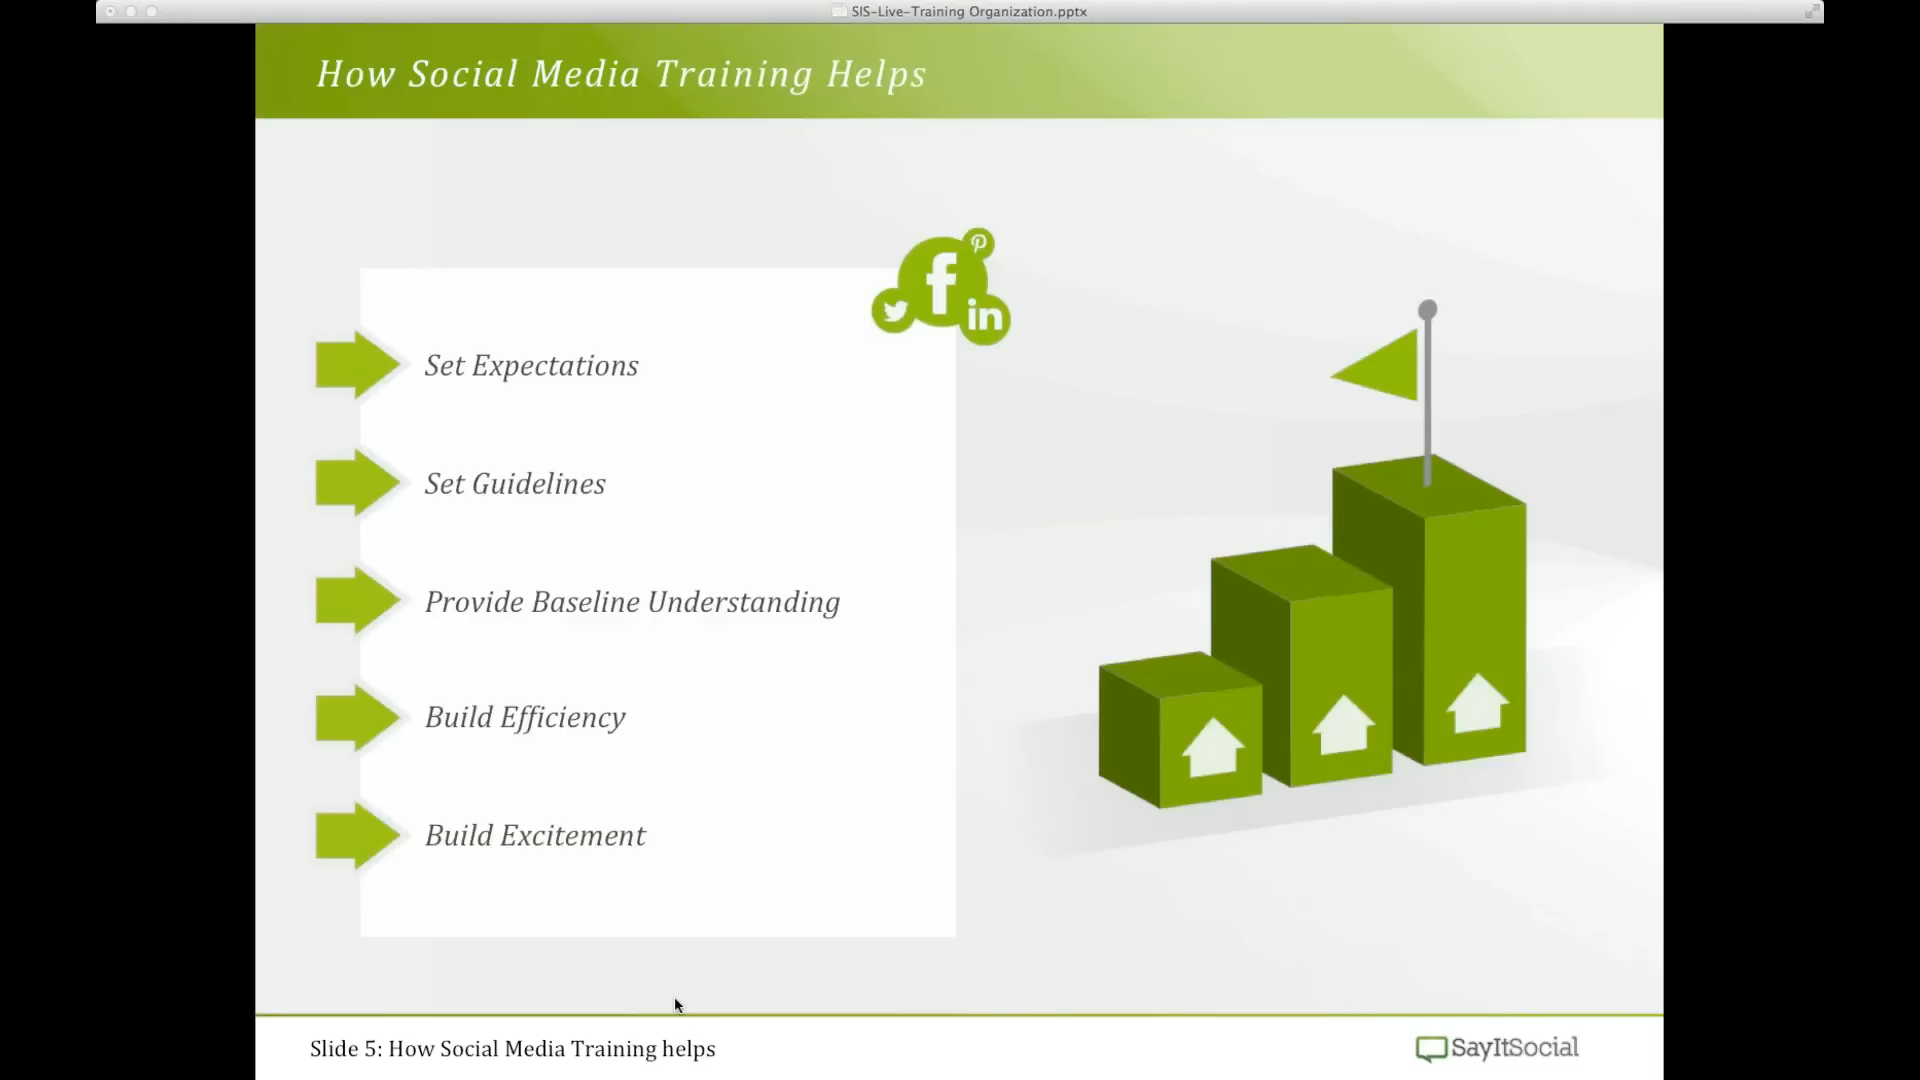 SIS-Live-Training Organization.pptx
How Social Media Training Helps
Set Expectations
Set Guidelines
Provide Baseline Understanding
Build Efficiency
Build Excitement
Slide 5: How Social Media Training helps
SayItSocial